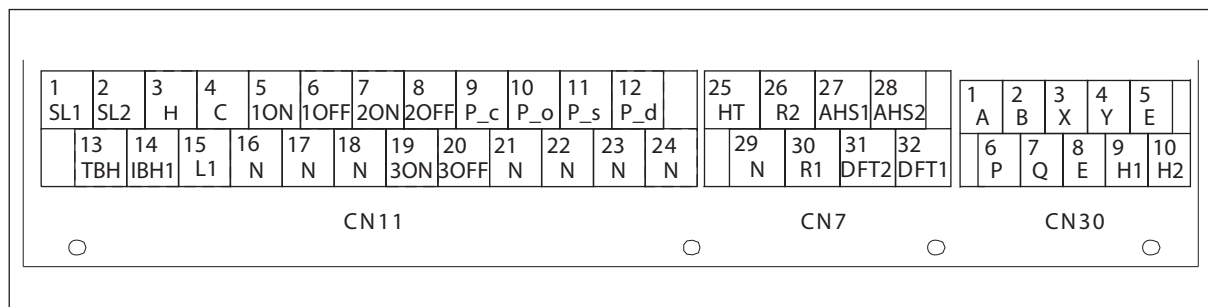 1 2 3 4 5 6 7 8 9 10 11 12
SL1 SL2 H C 1ON 1OFF 2ON 2OFF P_c P_o P_s P_d
13 14 15 16 17 18 19 20 21 22 23 24
TBH IBH1 L1 N N N 3ON 3OFF N N N N
CN11
25 26 27 28
HT R2 AHS1 AHS2
29 30 31 32
N R1 DFT2 DFT1
CN7
1 2 3 4 5
A B X Y E
6 7 8 9 10
P Q E H1 H2
CN30